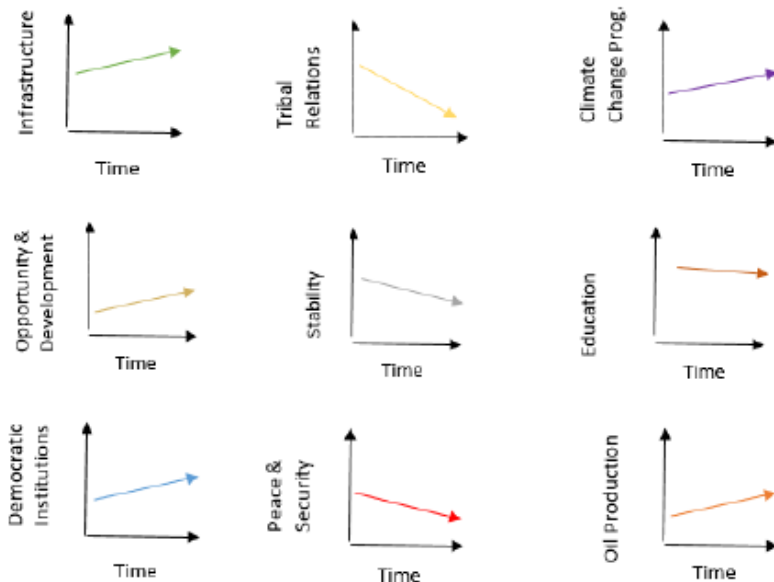 Infrastructure
Time
Tribal
Relations
Time
Climate
Change Prog.
Time
Opportunity &
Development
Time
Stability
Time
Education
Time
Democratic
Institutions
Time
Peace &
Security
Time
Oil Production
Time